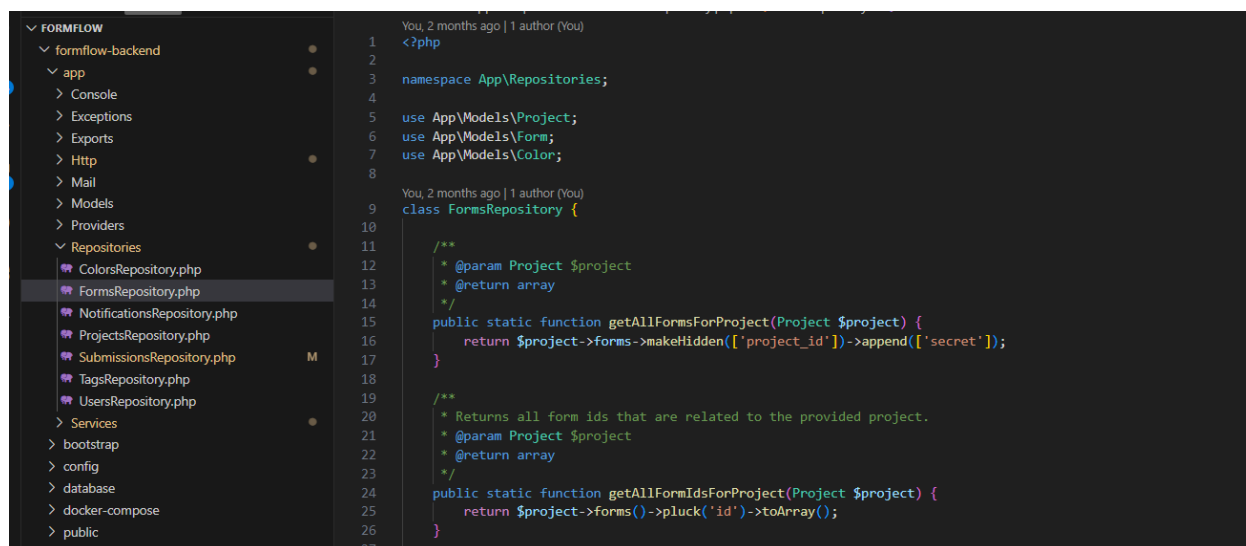 FORMFLOW
formflow-backend
app
Console
Exceptions
Exports
Http
Mail
Models
Providers
Repositories
ColorsRepository.php
FormsRepository.php
NotificationsRepository.php
ProjectsRepository.php
SubmissionsRepository.php M
TagsRepository.php
UsersRepository.php
Services
bootstrap
config
database
docker-compose
public
You, 2 months ago | 1 author (You)
1 <?php
2
3 namespace App\Repositories;
4
5 use App\Models\Project;
6 use App\Models\Form;
7 use App\Models\Color;
8
You, 2 months ago | 1 author (You)
9 class FormsRepository {
10
11 /**
12 * @param Project $project
13 * @return array
14 */
15 public static function getAllFormsForProject(Project $project) {
16 return $project->forms->makeHidden(['project_id'])->append(['secret']);
17 }
18
19 /**
20 * Returns all form ids that are related to the provided project.
21 * @param Project $project
22 * @return array
23 */
24 public static function getAllFormIdsForProject(Project $project) {
25 return $project->forms()->pluck('id')->toArray();
26 }